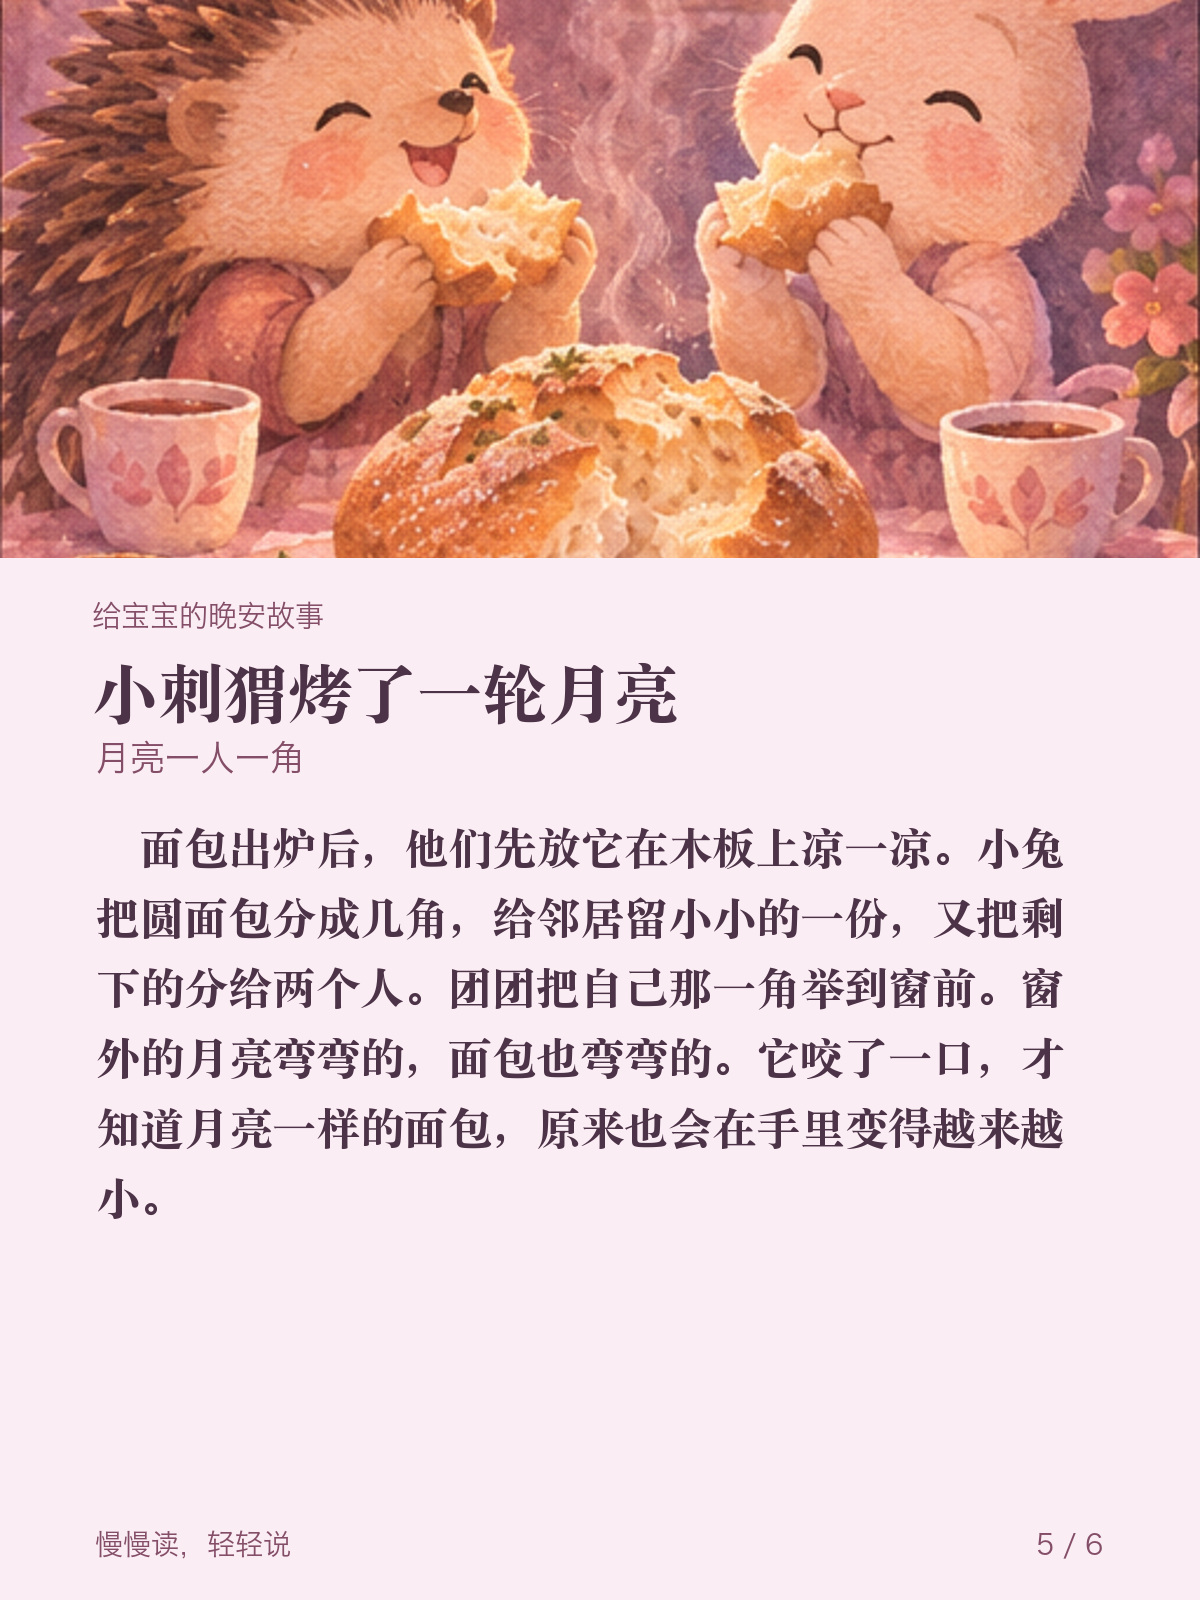 给宝宝的晚安故事
小刺猬烤了一轮月亮
月亮一人一角
面包出炉后，他们先放它在木板上凉一凉。小兔
把圆面包分成几角，给邻居留小小的一份，又把剩
下的分给两个人。团团把自己那一角举到窗前。窗
外的月亮弯弯的，面包也弯弯的。它咬了一口，才
知道月亮一样的面包，原来也会在手里变得越来越
小。
慢慢读，轻轻说
5 / 6